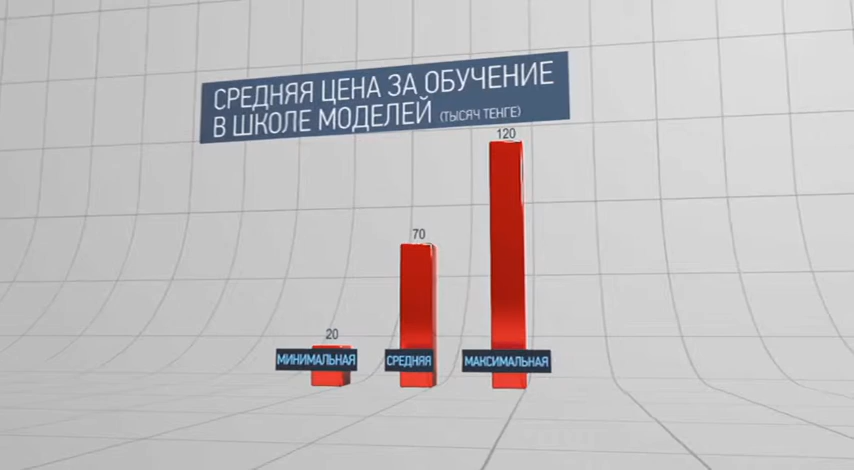 СРЕДНЯЯ ЦЕНА ЗА ОБУЧЕНИЕ
В ШКОЛЕ МОДЕЛЕЙ (ТЫСЯЧ ТЕНГЕ)
120
70
20
МИНИМАЛЬНАЯ СРЕДНЯЯ МАКСИМАЛЬНАЯ